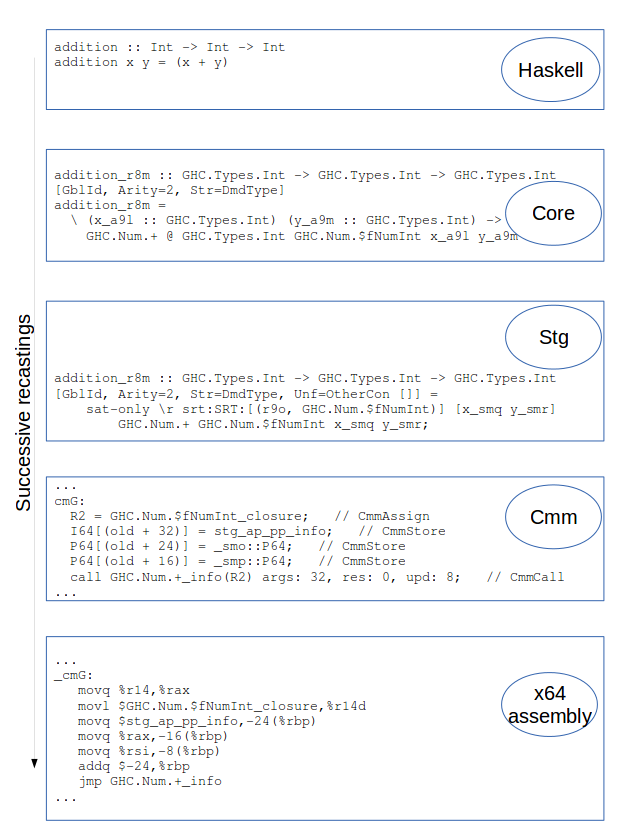 addition :: Int -> Int -> Int
addition x y = (x + y)
Haskell
addition_r8m :: GHC.Types.Int -> GHC.Types.Int -> GHC.Types.Int
[GblId, Arity=2, Str=DmdType]
addition_r8m =
\ (x_a9l :: GHC.Types.Int) (y_a9m :: GHC.Types.Int) ->
GHC.Num.+ @ GHC.Types.Int GHC.Num.$fNumInt x_a9l y_a9m
Core
Stg
addition_r8m :: GHC.Types.Int -> GHC.Types.Int -> GHC.Types.Int
[GblId, Arity=2, Str=DmdType, Unf=OtherCon []] =
sat-only \r srt:SRT:[(r9o, GHC.Num.$fNumInt)] [x_smq y_smr]
GHC.Num.+ GHC.Num.$fNumInt x_smq y_smr;
Successive recastings
...
cmG:
R2 = GHC.Num.$fNumInt_closure; // CmmAssign
I64[(old + 32)] = stg_ap_pp_info; // CmmStore
P64[(old + 24)] = _smo::P64; // CmmStore
P64[(old + 16)] = _smp::P64; // CmmStore
call GHC.Num.+_info(R2) args: 32, res: 0, upd: 8; // CmmCall
...
Cmm
...
_cmG:
movq %r14,%rax
movl $GHC.Num.$fNumInt_closure,%r14d
movq $stg_ap_pp_info,-24(%rbp)
movq %rax,-16(%rbp)
movq %rsi,-8(%rbp)
addq $-24,%rbp
jmp GHC.Num.+_info
...
x64
assembly